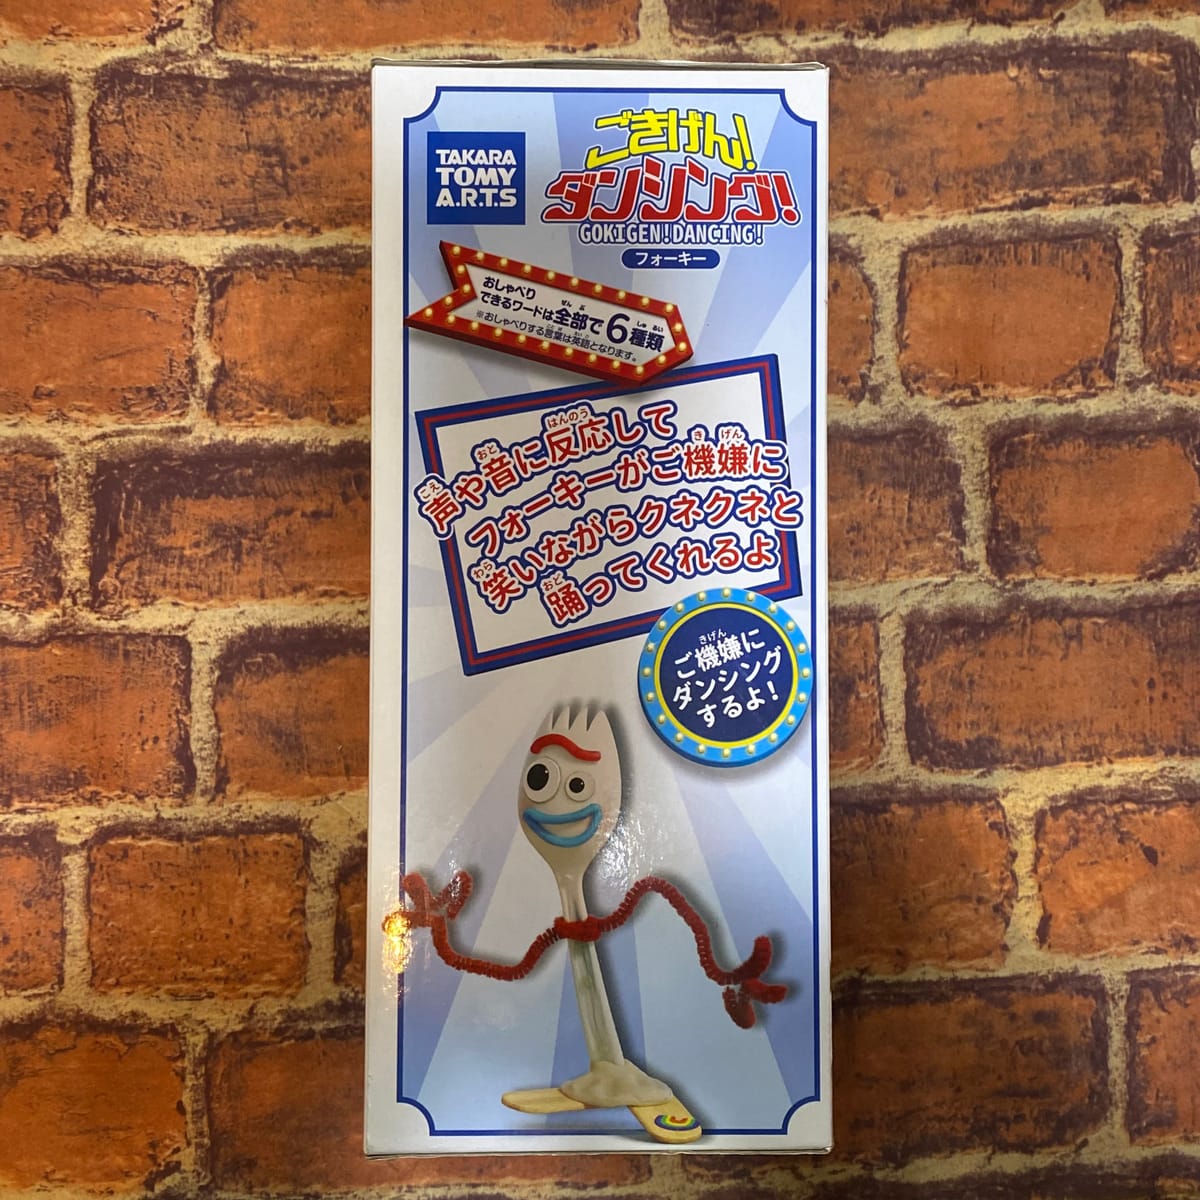 TAKARA
TOMY
A.R.T.S
ごきげん!
ダンシング!
GOKIGEN!DANCING!
フォーキー
おしゃべり
できるワードは全部で6種類
※おしゃべりする言葉は英語となります。
声や音に反応して
フォーキーがご機嫌に
笑いながらクネクネと
踊ってくれるよ
ご機嫌に
ダンシング
するよ!